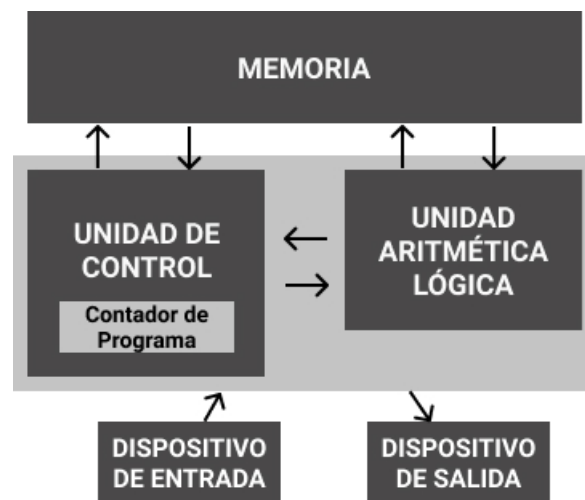 MEMORIA
UNIDAD DE
CONTROL
Contador de
Programa
UNIDAD
ARITMÉTICA
LÓGICA
DISPOSITIVO
DE ENTRADA
DISPOSITIVO
DE SALIDA